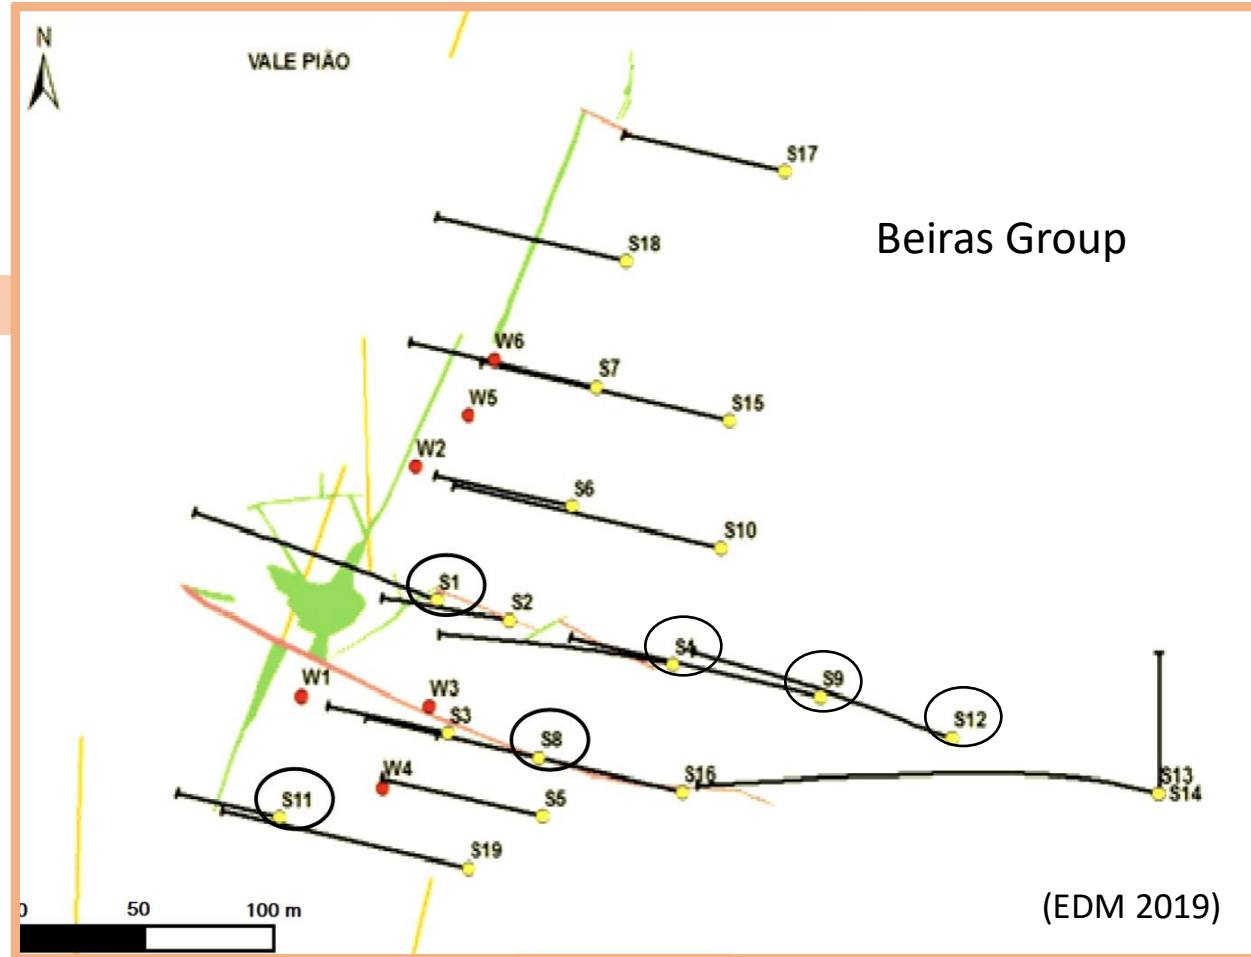 N
VALE PIÃO
S17
Beiras Group
S18
W6
S7
W5
S15
W2
S6
S10
S1
S2
S4
S9
W1
W3
S3
S12
S8
W4
S16
S13
S14
S11
S5
S19
0 50 100 m
(EDM 2019)